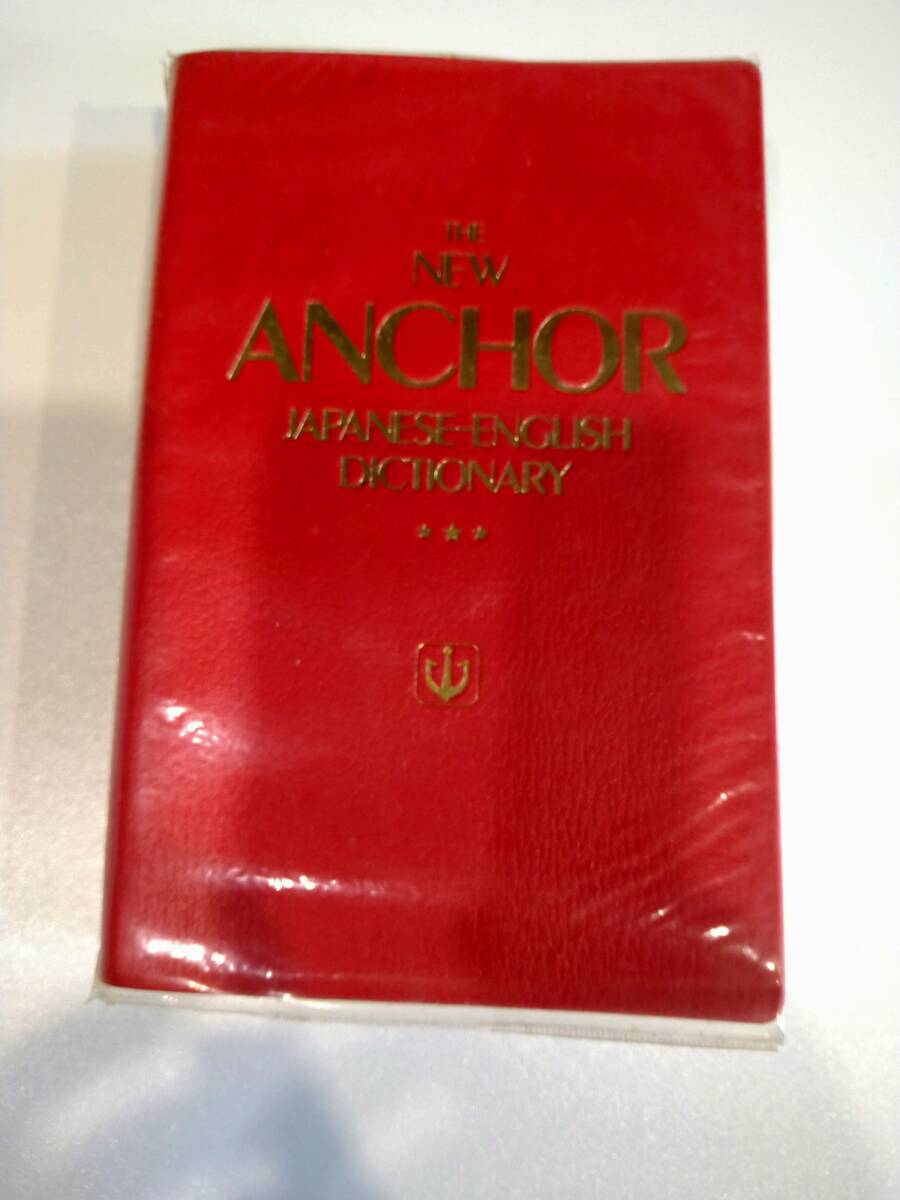 THE
NEW
ANCHOR
JAPANESE-ENGLISH
DICTIONARY